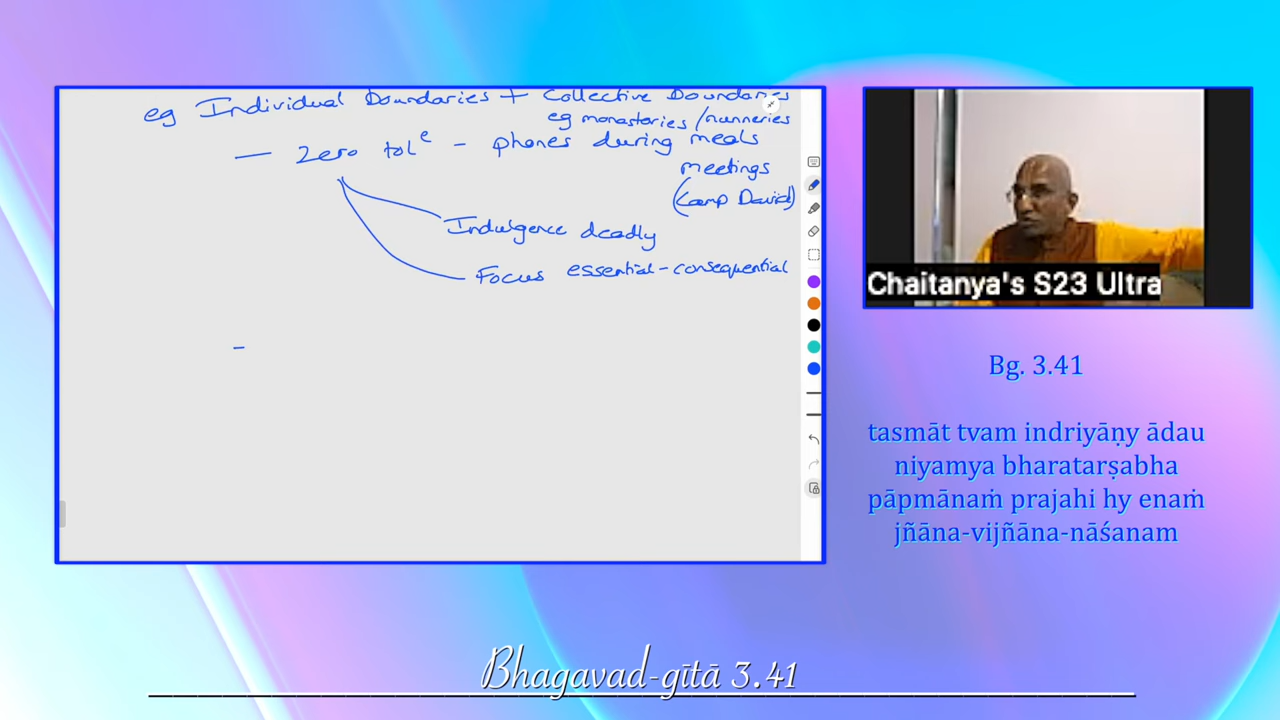 eg Individual Boundaries + Collective Boundaries
eg monasteries/nunneries
— Zero tolᵉ - phones during meals
meetings
(Camp David)
Indulgence deadly
Focus essential-consequential
-
Chaitanya's S23 Ultra
Bg. 3.41
tasmāt tvam indriyāṇy ādau
niyamya bharatarṣabha
pāpmānaṁ prajahi hy enaṁ
jñāna-vijñāna-nāśanam
Bhagavad-gītā 3.41